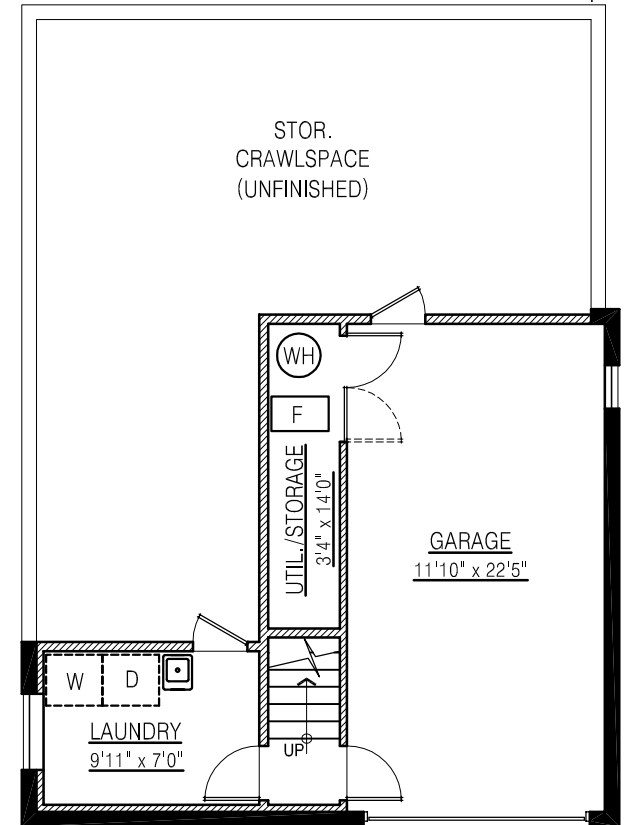 STOR.
CRAWLSPACE
(UNFINISHED)
WH
F
UTIL./STORAGE
3'4" x 14'0"
GARAGE
11'10" x 22'5"
W
D
LAUNDRY
9'11" x 7'0"
UP